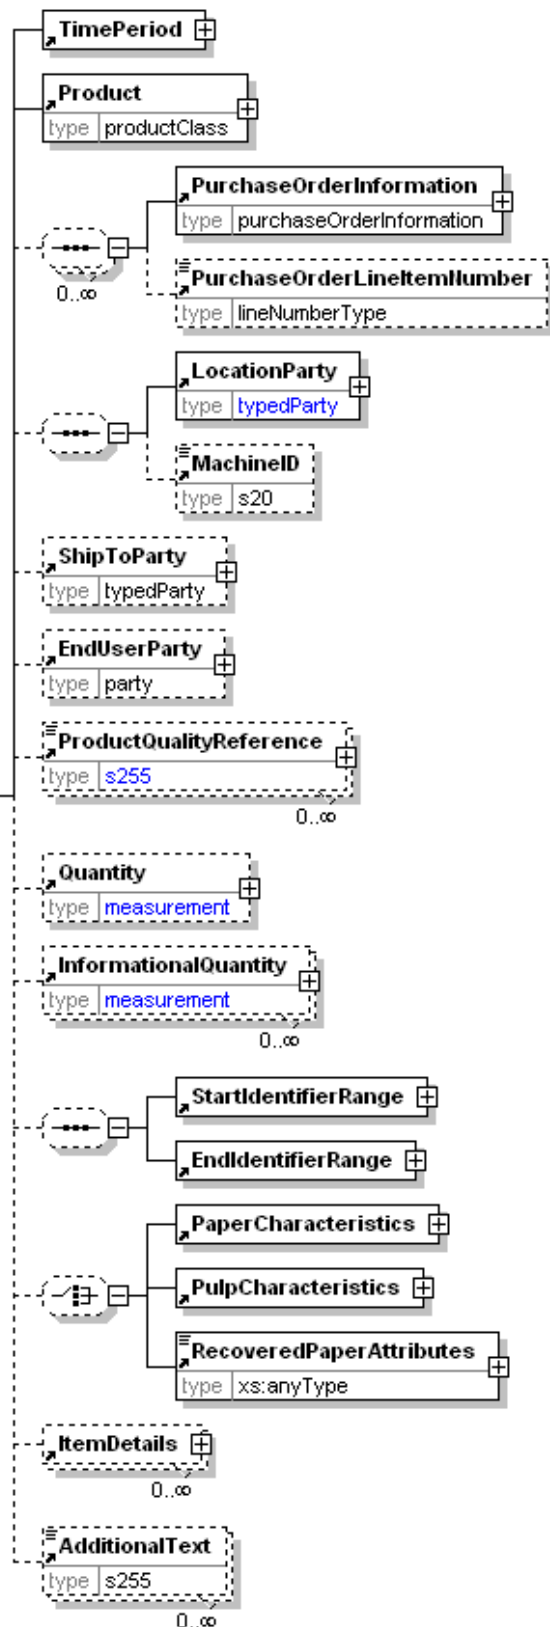 TimePeriod
Product
type productClass
PurchaseOrderInformation
type purchaseOrderInformation
0..∞
PurchaseOrderLineItemNumber
type lineNumberType
LocationParty
type typedParty
MachineID
type s20
ShipToParty
type typedParty
EndUserParty
type party
ProductQualityReference
type s255
0..∞
Quantity
type measurement
InformationalQuantity
type measurement
0..∞
StartIdentifierRange
EndIdentifierRange
PaperCharacteristics
PulpCharacteristics
RecoveredPaperAttributes
type xs:anyType
ItemDetails
0..∞
AdditionalText
type s255
0..∞